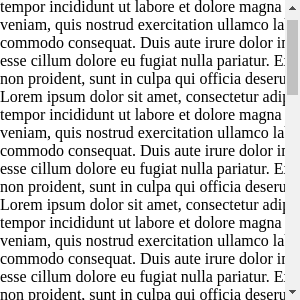 tempor incididunt ut labore et dolore magna
veniam, quis nostrud exercitation ullamco la
commodo consequat. Duis aute irure dolor in
esse cillum dolore eu fugiat nulla pariatur. Ex
non proident, sunt in culpa qui officia deseru
Lorem ipsum dolor sit amet, consectetur adip
tempor incididunt ut labore et dolore magna
veniam, quis nostrud exercitation ullamco la
commodo consequat. Duis aute irure dolor in
esse cillum dolore eu fugiat nulla pariatur. Ex
non proident, sunt in culpa qui officia deseru
Lorem ipsum dolor sit amet, consectetur adip
tempor incididunt ut labore et dolore magna
veniam, quis nostrud exercitation ullamco la
commodo consequat. Duis aute irure dolor in
esse cillum dolore eu fugiat nulla pariatur. Ex
non proident, sunt in culpa qui officia deseru